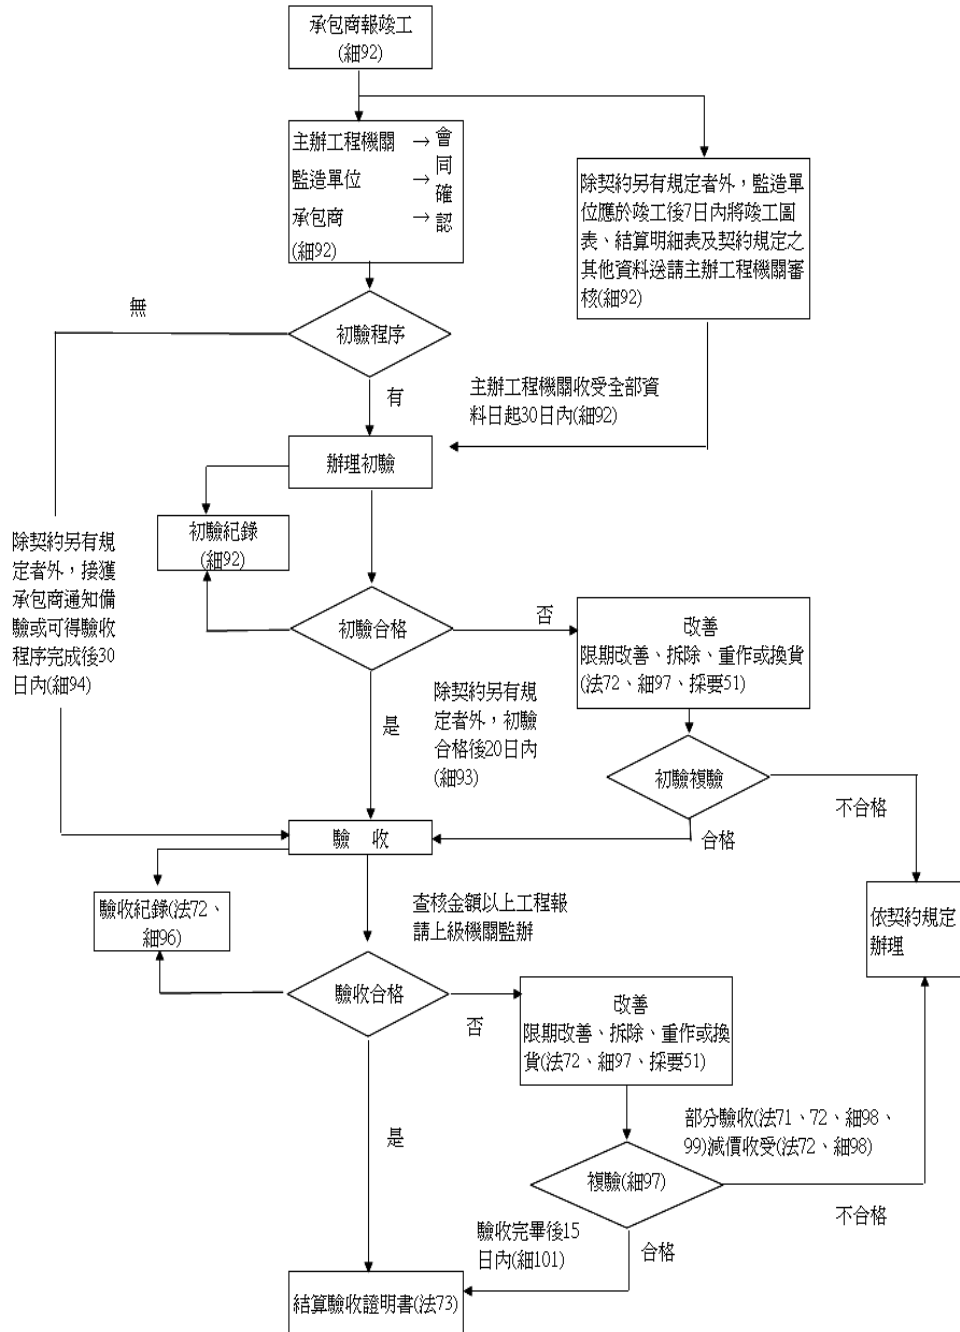 承包商報竣工
(細92)
主辦工程機關 →
監造單位 →
承包商 →
(細92)
會同確認
除契約另有規定者外，監造單
位應於竣工後7日內將竣工圖
表、結算明細表及契約規定之
其他資料送請主辦工程機關審
核(細92)
無
初驗程序
有
主辦工程機關收受全部資
料日起30日內(細92)
辦理初驗
初驗紀錄
(細92)
除契約另有規
定者外，接獲
承包商通知備
驗或可得驗收
程序完成後30
日內(細94)
初驗合格
否
改善
限期改善、拆除、重作或換貨
(法72、細97、採要51)
是
除契約另有規
定者外，初驗
合格後20日內
(細93)
初驗複驗
不合格
合格
驗 收
驗收紀錄(法72、
細96)
查核金額以上工程報
請上級機關監辦
依契約規定
辦理
驗收合格
否
改善
限期改善、拆除、重作或換
貨(法72、細97、採要51)
是
部分驗收(法71、72、細98、
99)減價收受(法72、細98)
複驗(細97)
不合格
驗收完畢後15
日內(細101)
合格
結算驗收證明書(法73)